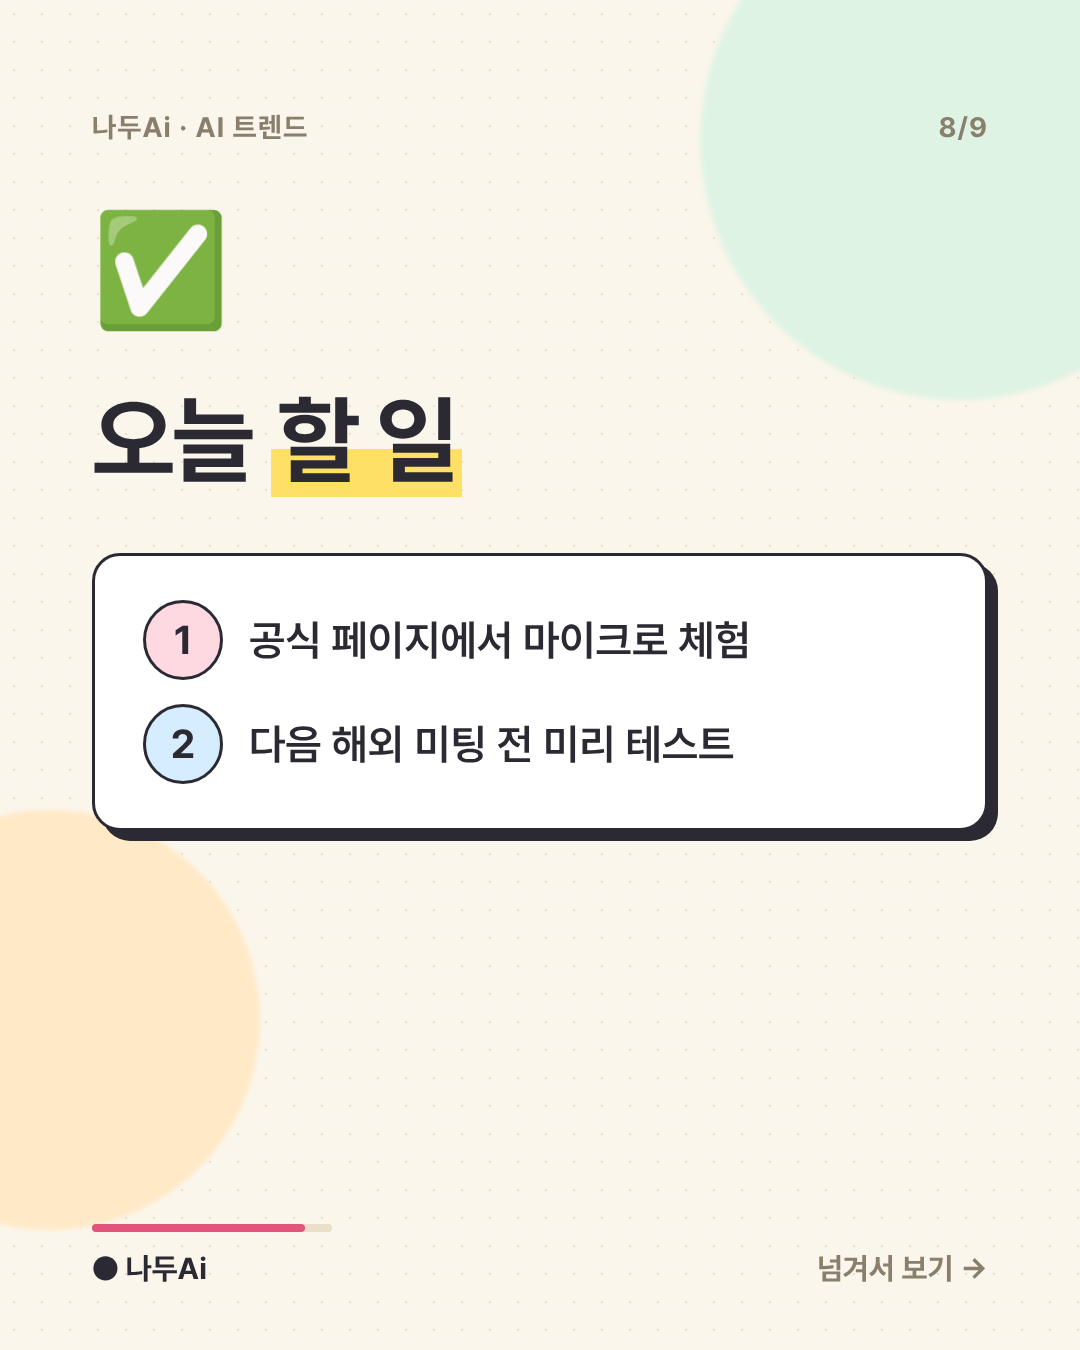 나두Ai · AI 트렌드
8/9
✅
오늘 할 일
1 공식 페이지에서 마이크로 체험
2 다음 해외 미팅 전 미리 테스트
● 나두Ai
넘겨서 보기 →